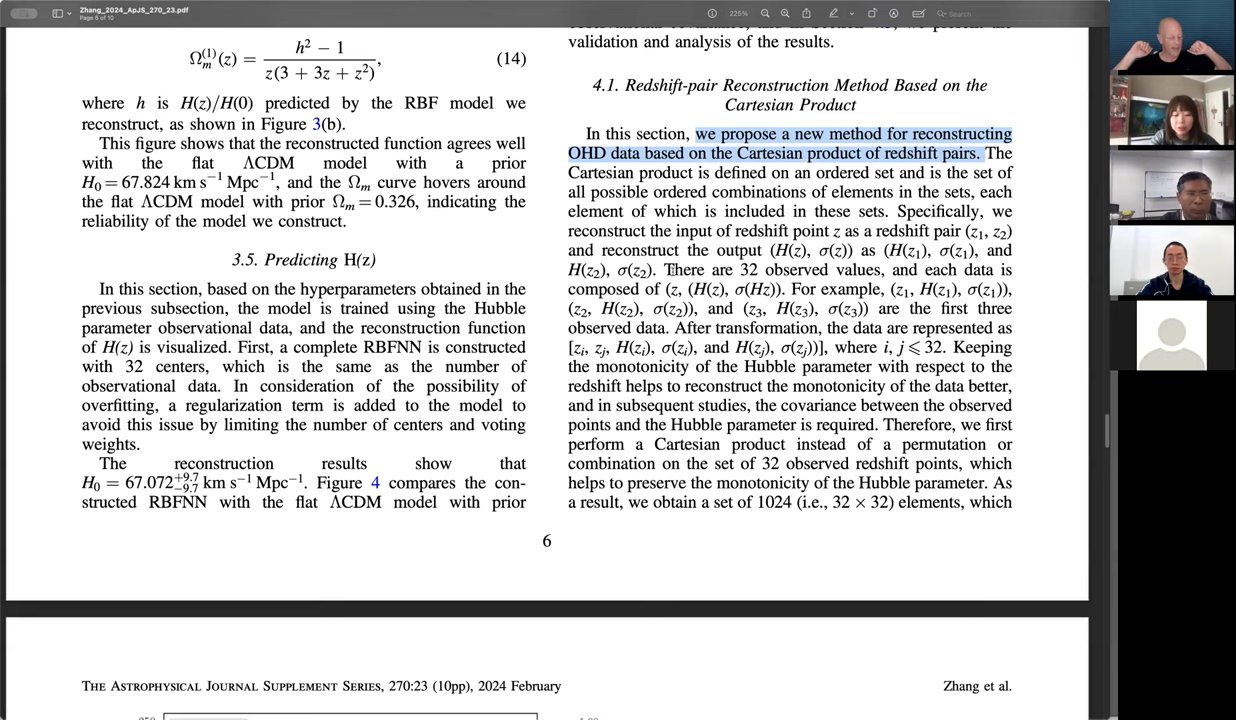 Zhang_2024_ApJS_270_23.pdf
Page 6 of 10
226%
Search
Ω_m^(1)(z) = (h² − 1) / (z(3 + 3z + z²)), (14)
where h is H(z)/H(0) predicted by the RBF model we
reconstruct, as shown in Figure 3(b).
This figure shows that the reconstructed function agrees well
with the flat ΛCDM model with a prior
H₀ = 67.824 km s⁻¹ Mpc⁻¹, and the Ω_m curve hovers around
the flat ΛCDM model with prior Ω_m = 0.326, indicating the
reliability of the model we construct.
3.5. Predicting H(z)
In this section, based on the hyperparameters obtained in the
previous subsection, the model is trained using the Hubble
parameter observational data, and the reconstruction function
of H(z) is visualized. First, a complete RBFNN is constructed
with 32 centers, which is the same as the number of
observational data. In consideration of the possibility of
overfitting, a regularization term is added to the model to
avoid this issue by limiting the number of centers and voting
weights.
The reconstruction results show that
H₀ = 67.072 +9.7 −9.7 km s⁻¹ Mpc⁻¹. Figure 4 compares the con-
structed RBFNN with the flat ΛCDM model with prior
validation and analysis of the results.
4.1. Redshift-pair Reconstruction Method Based on the
Cartesian Product
In this section, we propose a new method for reconstructing
OHD data based on the Cartesian product of redshift pairs. The
Cartesian product is defined on an ordered set and is the set of
all possible ordered combinations of elements in the sets, each
element of which is included in these sets. Specifically, we
reconstruct the input of redshift point z as a redshift pair (z₁, z₂)
and reconstruct the output (H(z), σ(z)) as (H(z₁), σ(z₁), and
H(z₂), σ(z₂). There are 32 observed values, and each data is
composed of (z, (H(z), σ(Hz)). For example, (z₁, H(z₁), σ(z₁)),
(z₂, H(z₂), σ(z₂)), and (z₃, H(z₃), σ(z₃)) are the first three
observed data. After transformation, the data are represented as
[zᵢ, zⱼ, H(zᵢ), σ(zᵢ), and H(zⱼ), σ(zⱼ))], where i, j ⩽ 32. Keeping
the monotonicity of the Hubble parameter with respect to the
redshift helps to reconstruct the monotonicity of the data better,
and in subsequent studies, the covariance between the observed
points and the Hubble parameter is required. Therefore, we first
perform a Cartesian product instead of a permutation or
combination on the set of 32 observed redshift points, which
helps to preserve the monotonicity of the Hubble parameter. As
a result, we obtain a set of 1024 (i.e., 32 × 32) elements, which
6
THE ASTROPHYSICAL JOURNAL SUPPLEMENT SERIES, 270:23 (10pp), 2024 February
Zhang et al.